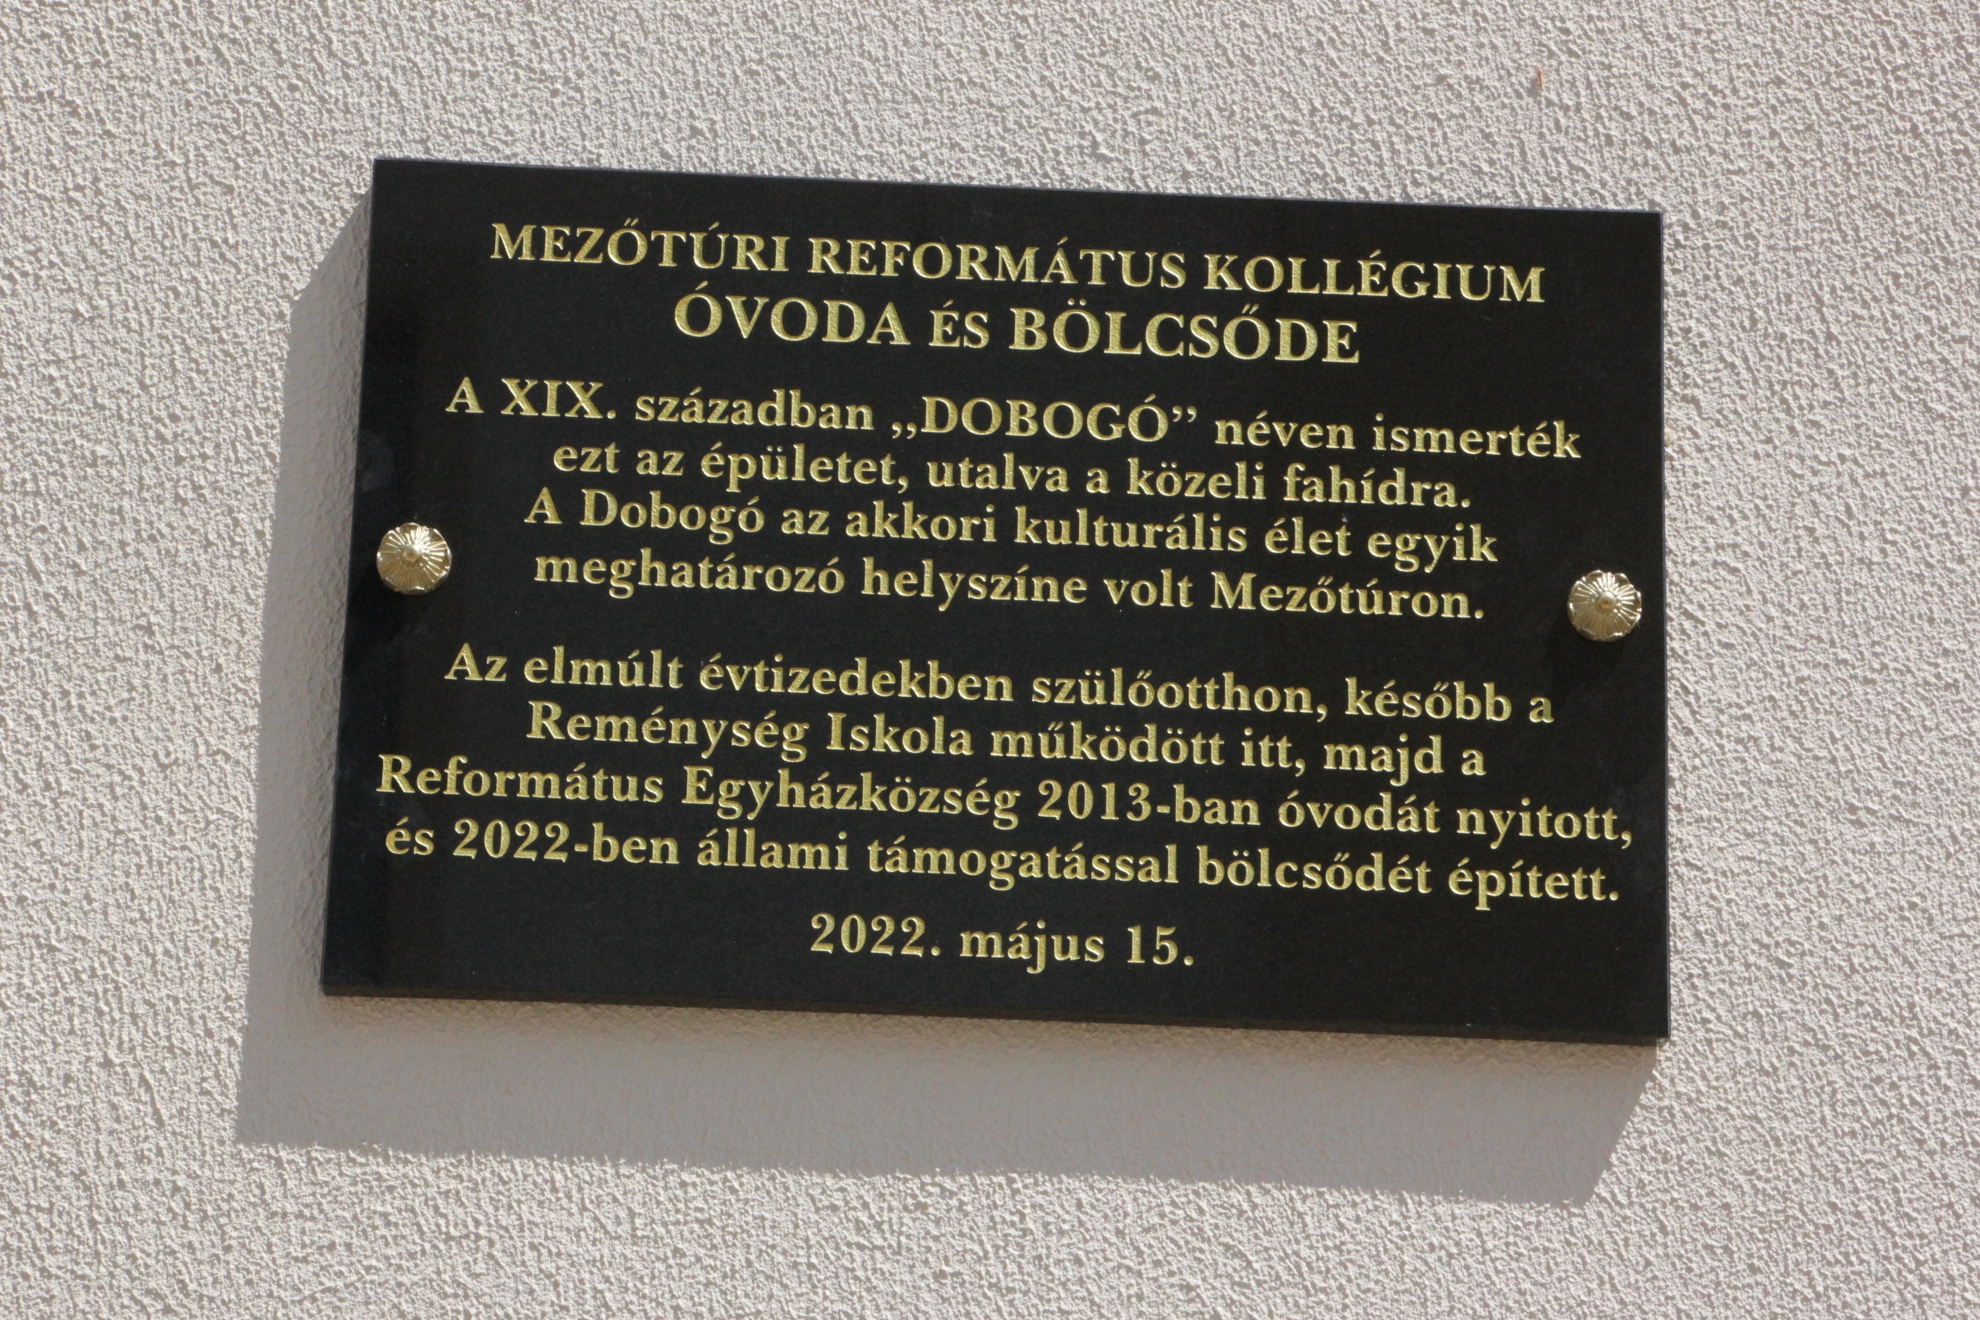 MEZŐTÚRI REFORMÁTUS KOLLÉGIUM
ÓVODA ÉS BÖLCSŐDE
A XIX. században „DOBOGÓ” néven ismerték
ezt az épületet, utalva a közeli fahídra.
A Dobogó az akkori kulturális élet egyik
meghatározó helyszíne volt Mezőtúron.
Az elmúlt évtizedekben szülőotthon, később a
Reménység Iskola működött itt, majd a
Református Egyházközség 2013-ban óvodát nyitott,
és 2022-ben állami támogatással bölcsődét épített.
2022. május 15.